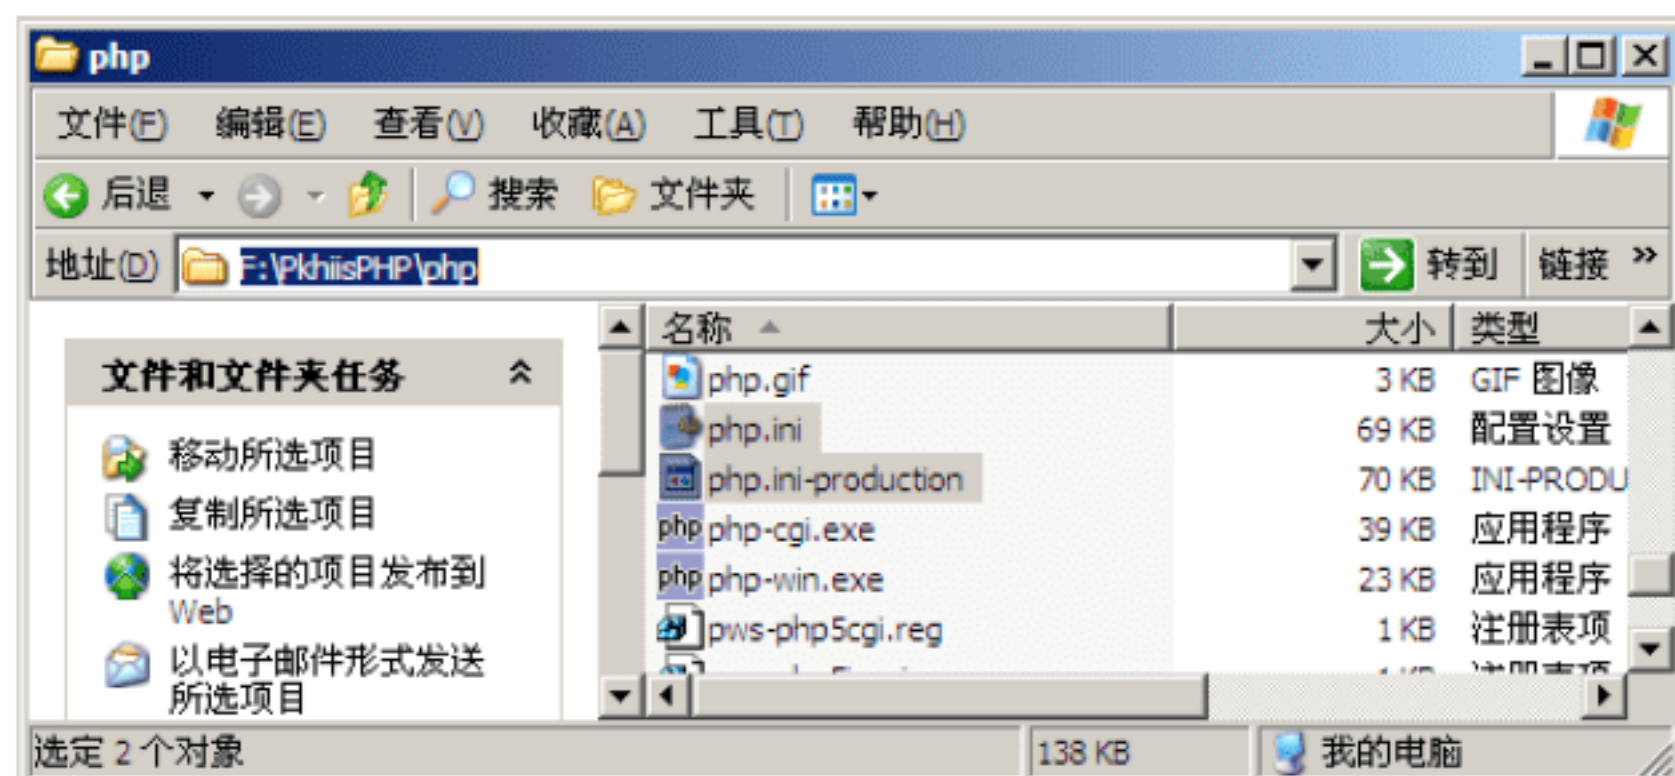 php
文件(F) 编辑(E) 查看(V) 收藏(A) 工具(T) 帮助(H)
后退 搜索 文件夹
地址(D) F:\PkhiisPHP\php 转到 链接 »
文件和文件夹任务
移动所选项目
复制所选项目
将选择的项目发布到
Web
以电子邮件形式发送
所选项目
名称 大小 类型
php.gif 3 KB GIF 图像
php.ini 69 KB 配置设置
php.ini-production 70 KB INI-PRODU
php php-cgi.exe 39 KB 应用程序
php php-win.exe 23 KB 应用程序
pws-php5cgi.reg 1 KB 注册表项
选定 2 个对象 138 KB 我的电脑